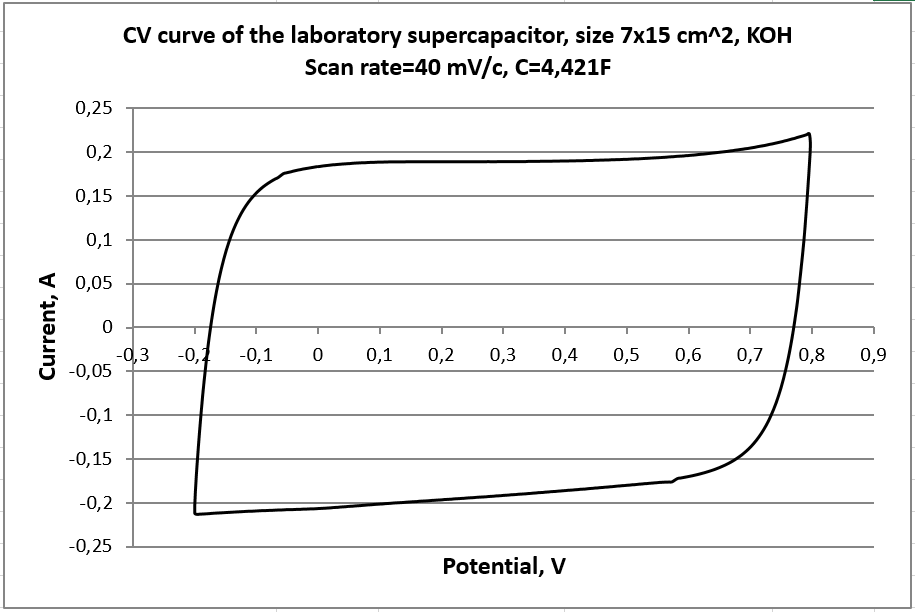 CV curve of the laboratory supercapacitor, size 7x15 cm^2, KOH
Scan rate=40 mV/c, C=4,421F
0,25
0,2
0,15
0,1
0,05
0
-0,05
-0,1
-0,15
-0,2
-0,25
Current, A
-0,3 -0,2 -0,1 0 0,1 0,2 0,3 0,4 0,5 0,6 0,7 0,8 0,9
Potential, V